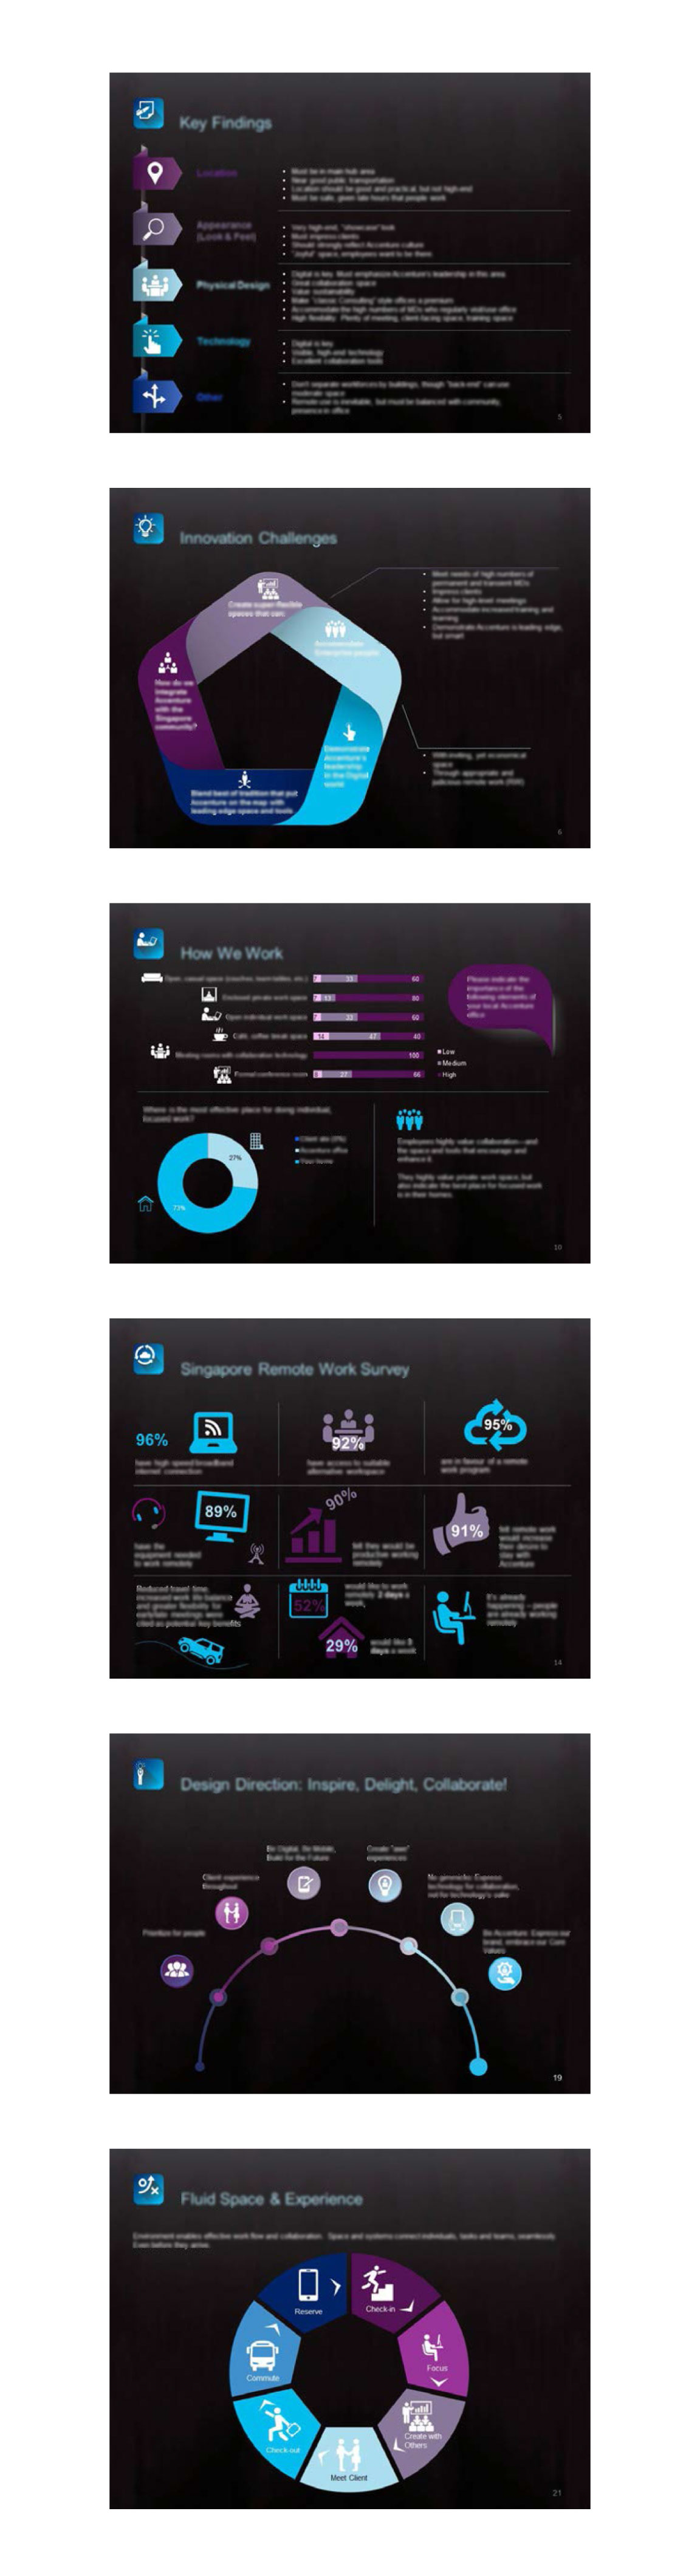 Key Findings
Location
• Must be in main hub area
• Near good public transportation
• Location should be good and practical, but not high-end
• Must be safe, given late hours that people work
Appearance
(Look & Feel)
• Very high-end, "showcase" look
• Must impress clients
• Should strongly reflect Accenture culture
• "Joyful" space, employees want to be there
Physical Design
• Digital is key. Must emphasize Accenture's leadership in this area
• Great collaboration space
• Value sustainability
• Make "classic Consulting" style offices a premium
• Accommodate the high numbers of MDs who regularly visit/use office
• High flexibility: Plenty of meeting, client-facing space, training space
Technology
• Digital is key
• Visible, high-end technology
• Excellent collaboration tools
Other
• Don't separate workforces by buildings, though "back-end" can use
moderate space
• Remote use is inevitable, but must be balanced with community,
presence in office
5
Innovation Challenges
Create super-flexible
spaces that can:
Accommodate
Enterprise people
How do we
integrate
Accenture
with the
Singapore
community?
Demonstrate
Accenture's
leadership
in the Digital
world
Blend best of tradition that put
Accenture on the map with
leading edge space and tools
• Meet needs of high numbers of
permanent and transient MDs
• Impress clients
• Allow for high-level meetings
• Accommodate increased training and
learning
• Demonstrate Accenture is leading edge,
but smart
• With inviting, yet economical
space
• Through appropriate and
judicious remote work (RW)
6
How We Work
Open, casual space (couches, team tables, etc.) 7 33 60
Enclosed private work space 7 13 80
Open individual work space 7 33 60
Café, coffee break space 14 47 40
Meeting rooms with collaboration technology 100
Formal conference room 6 27 66
Please indicate the
importance of the
following elements of
your local Accenture
office
Low
Medium
High
Where is the most effective place for doing individual,
focused work?
27%
73%
Client site (0%)
Accenture office
Your home
Employees highly value collaboration—and
the space and tools that encourage and
enhance it
They highly value private work space, but
also indicate the best place for focused work
is in their homes
10
Singapore Remote Work Survey
96%
have high speed broadband
internet connection
92%
have access to suitable
alternative workspace
95%
are in favour of a remote
work program
89%
have the
equipment needed
to work remotely
90%
felt they would be
productive working
remotely
91%
felt remote work
would increase
their desire to
stay with
Accenture
Reduced travel time,
increased work life balance
and greater flexibility for
early/late meetings were
cited as potential key benefits
52%
would like to work
remotely 2 days a
week,
29%
would like 3
days a week
It's already
happening – people
are already working
remotely
14
Design Direction: Inspire, Delight, Collaborate!
Prioritize for people
Client experience
throughout
Be Digital, Be Mobile,
Build for the Future
Create "awe"
experiences
No gimmicks: Express
technology for collaboration,
not for technology's sake
Be Accenture: Express our
brand, embrace our Core
Values
19
Fluid Space & Experience
Environment enables effective work flow and collaboration. Space and systems connect individuals, tasks and teams, seamlessly.
Even before they arrive.
Reserve
Check-in
Focus
Create with
Others
Meet Client
Check-out
Commute
21